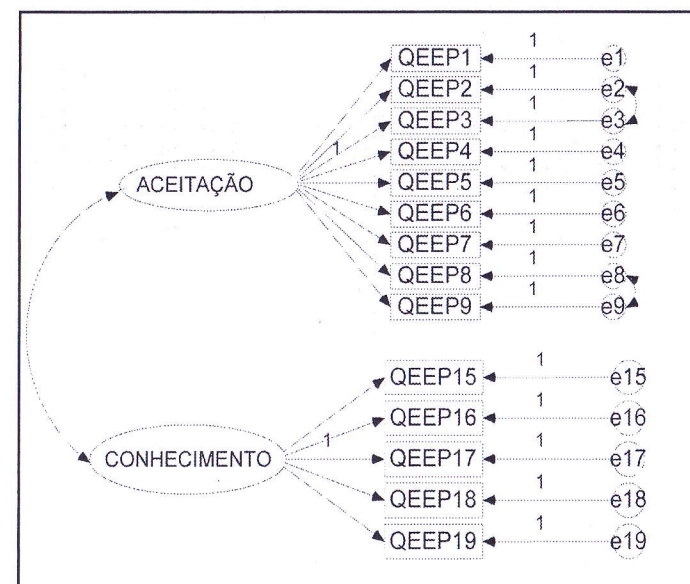 1
QEEP1 e1
1
QEEP2 e2
1
QEEP3 e3
1 1
QEEP4 e4
1
ACEITAÇÃO QEEP5 e5
1
QEEP6 e6
1
QEEP7 e7
1
QEEP8 e8
1
QEEP9 e9
1
QEEP15 e15
1
QEEP16 e16
1 1
CONHECIMENTO QEEP17 e17
1
QEEP18 e18
1
QEEP19 e19